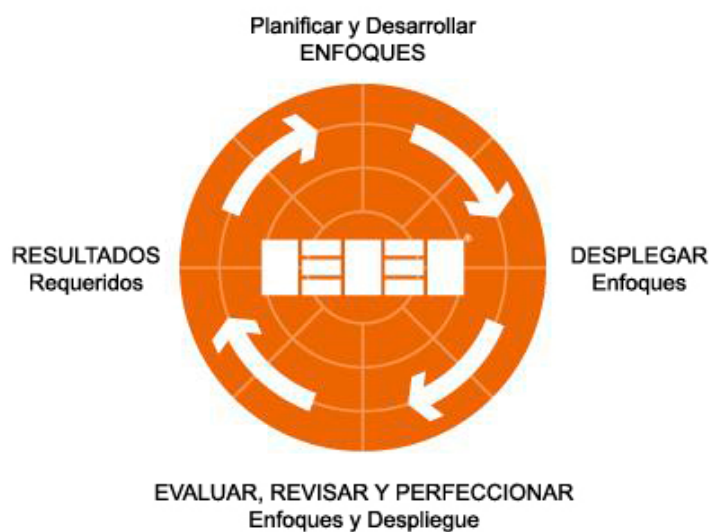 Planificar y Desarrollar
ENFOQUES
RESULTADOS
Requeridos
DESPLEGAR
Enfoques
®
EVALUAR, REVISAR Y PERFECCIONAR
Enfoques y Despliegue